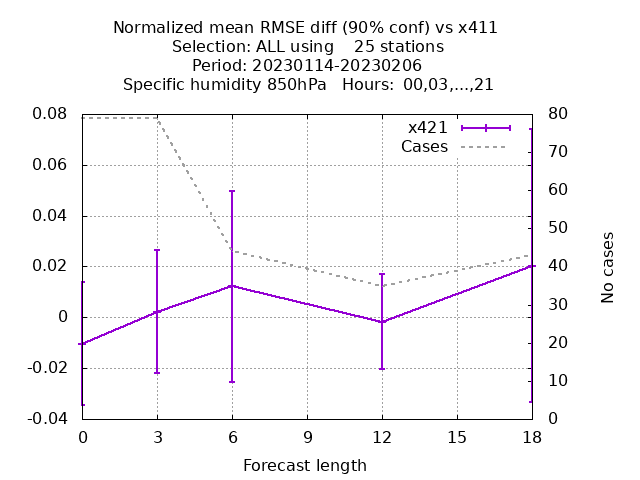 Normalized mean RMSE diff (90% conf) vs x411
Selection: ALL using    25 stations
Period: 20230114-20230206
Specific humidity 850hPa   Hours:  00,03,...,21
x421
Cases
0.08
0.06
0.04
0.02
0
-0.02
-0.04
80
70
60
50
40
30
20
10
0
No cases
0 3 6 9 12 15 18
Forecast length